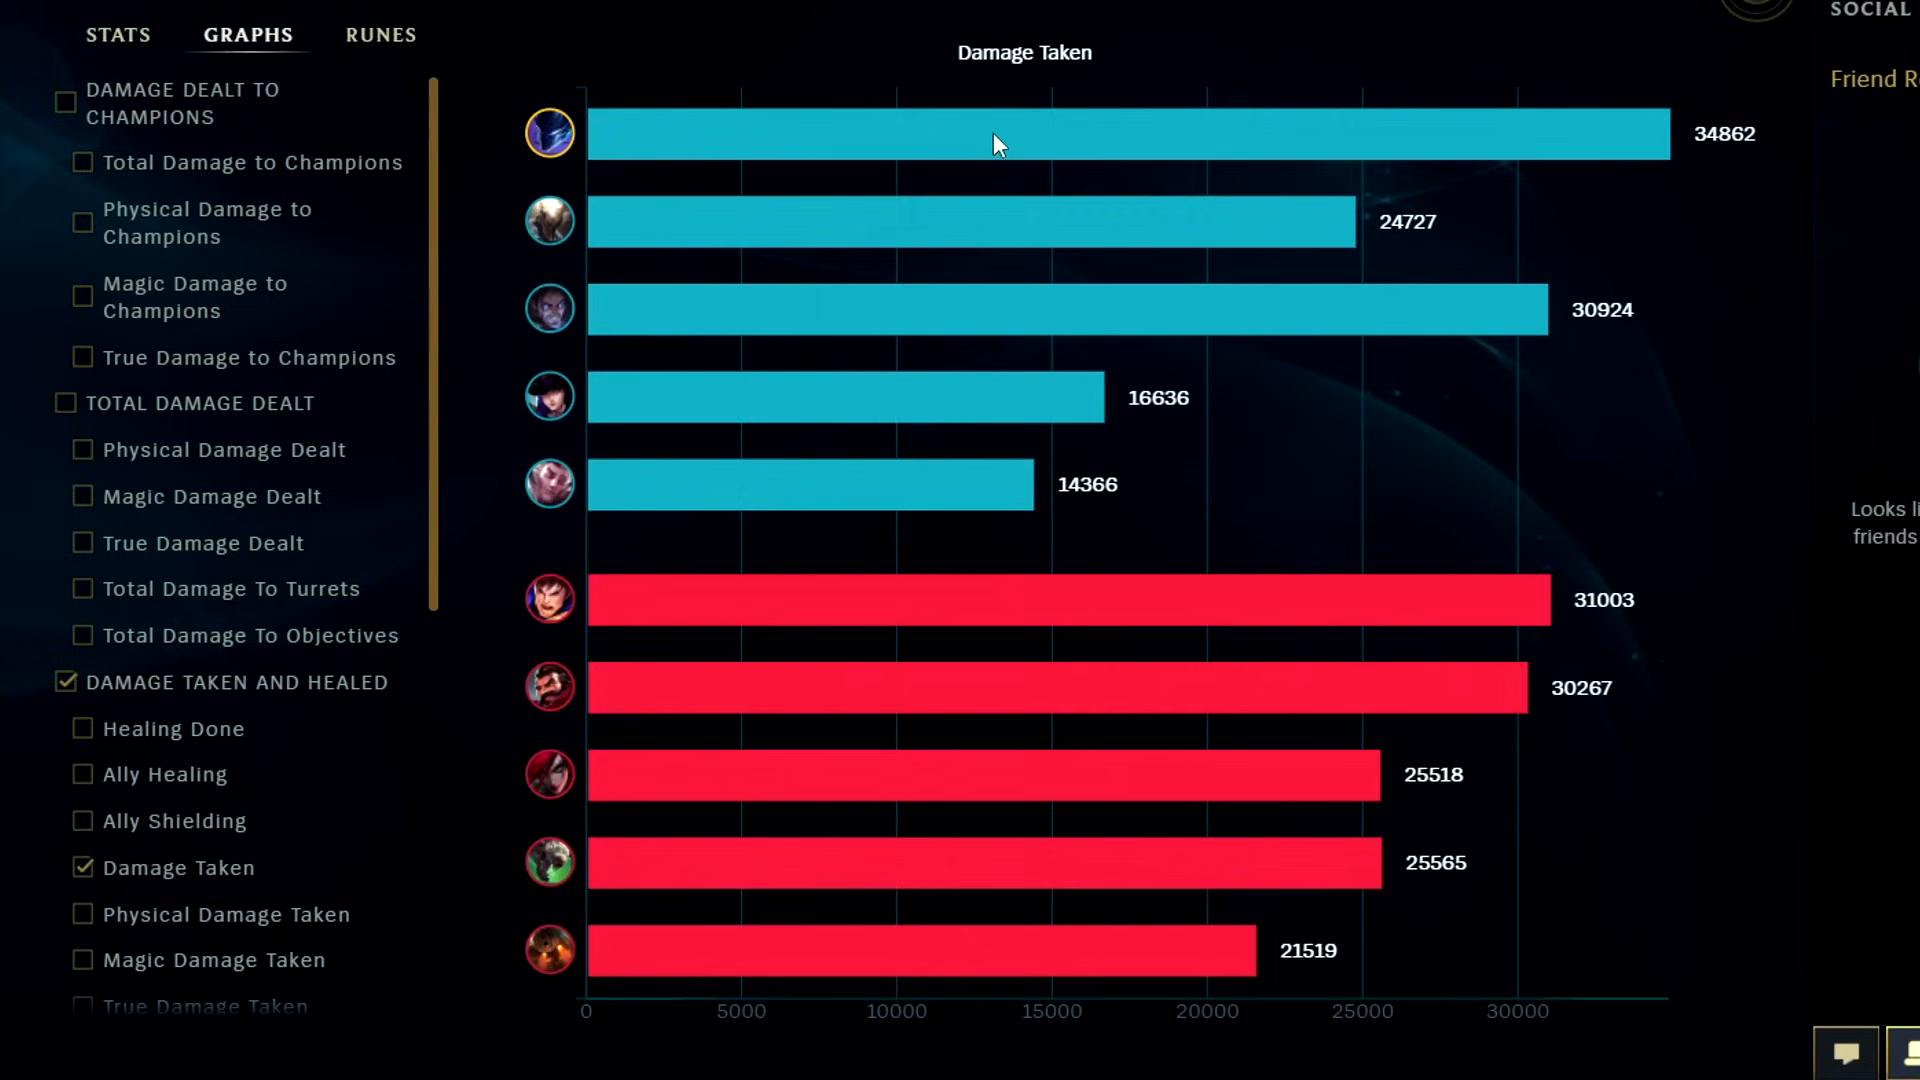 STATS
GRAPHS
RUNES
SOCIAL
Friend R
DAMAGE DEALT TO
CHAMPIONS
Total Damage to Champions
Physical Damage to
Champions
Magic Damage to
Champions
True Damage to Champions
TOTAL DAMAGE DEALT
Physical Damage Dealt
Magic Damage Dealt
True Damage Dealt
Total Damage To Turrets
Total Damage To Objectives
DAMAGE TAKEN AND HEALED
Healing Done
Ally Healing
Ally Shielding
Damage Taken
Physical Damage Taken
Magic Damage Taken
True Damage Taken
Damage Taken
34862
24727
30924
16636
14366
31003
30267
25518
25565
21519
0 5000 10000 15000 20000 25000 30000
Looks li
friends